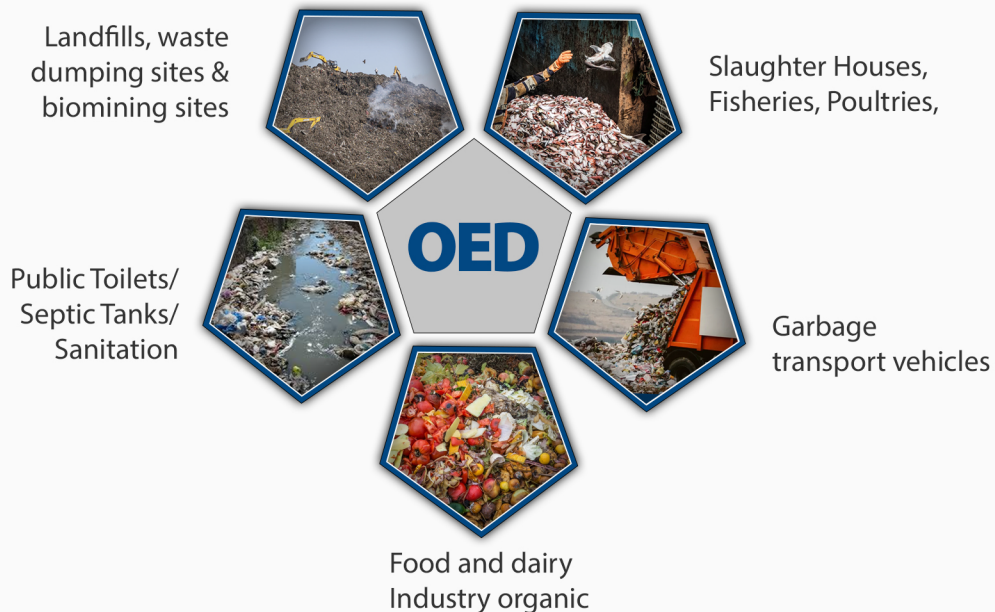 Landfills, waste
dumping sites &
biomining sites
Slaughter Houses,
Fisheries, Poultries,
OED
Public Toilets/
Septic Tanks/
Sanitation
Garbage
transport vehicles
Food and dairy
Industry organic